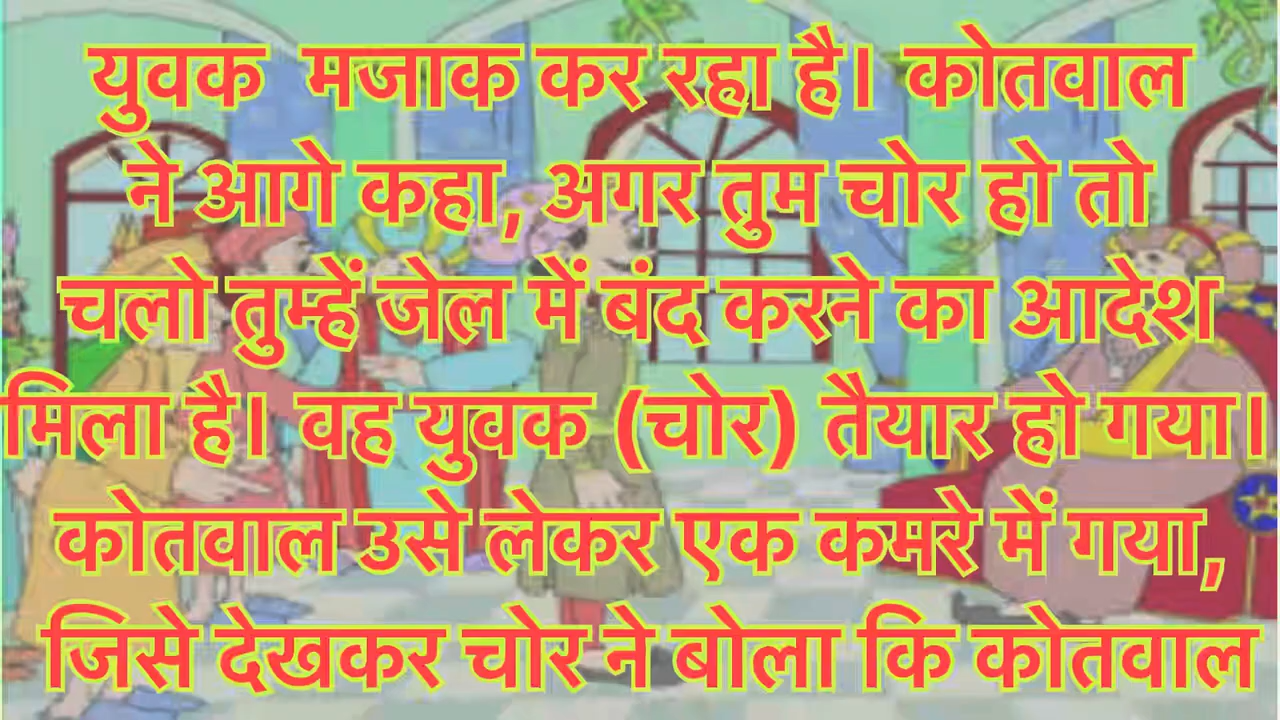 युवक मजाक कर रहा है। कोतवाल
ने आगे कहा, अगर तुम चोर हो तो
चलो तुम्हें जेल में बंद करने का आदेश
मिला है। वह युवक (चोर) तैयार हो गया।
कोतवाल उसे लेकर एक कमरे में गया,
जिसे देखकर चोर ने बोला कि कोतवाल